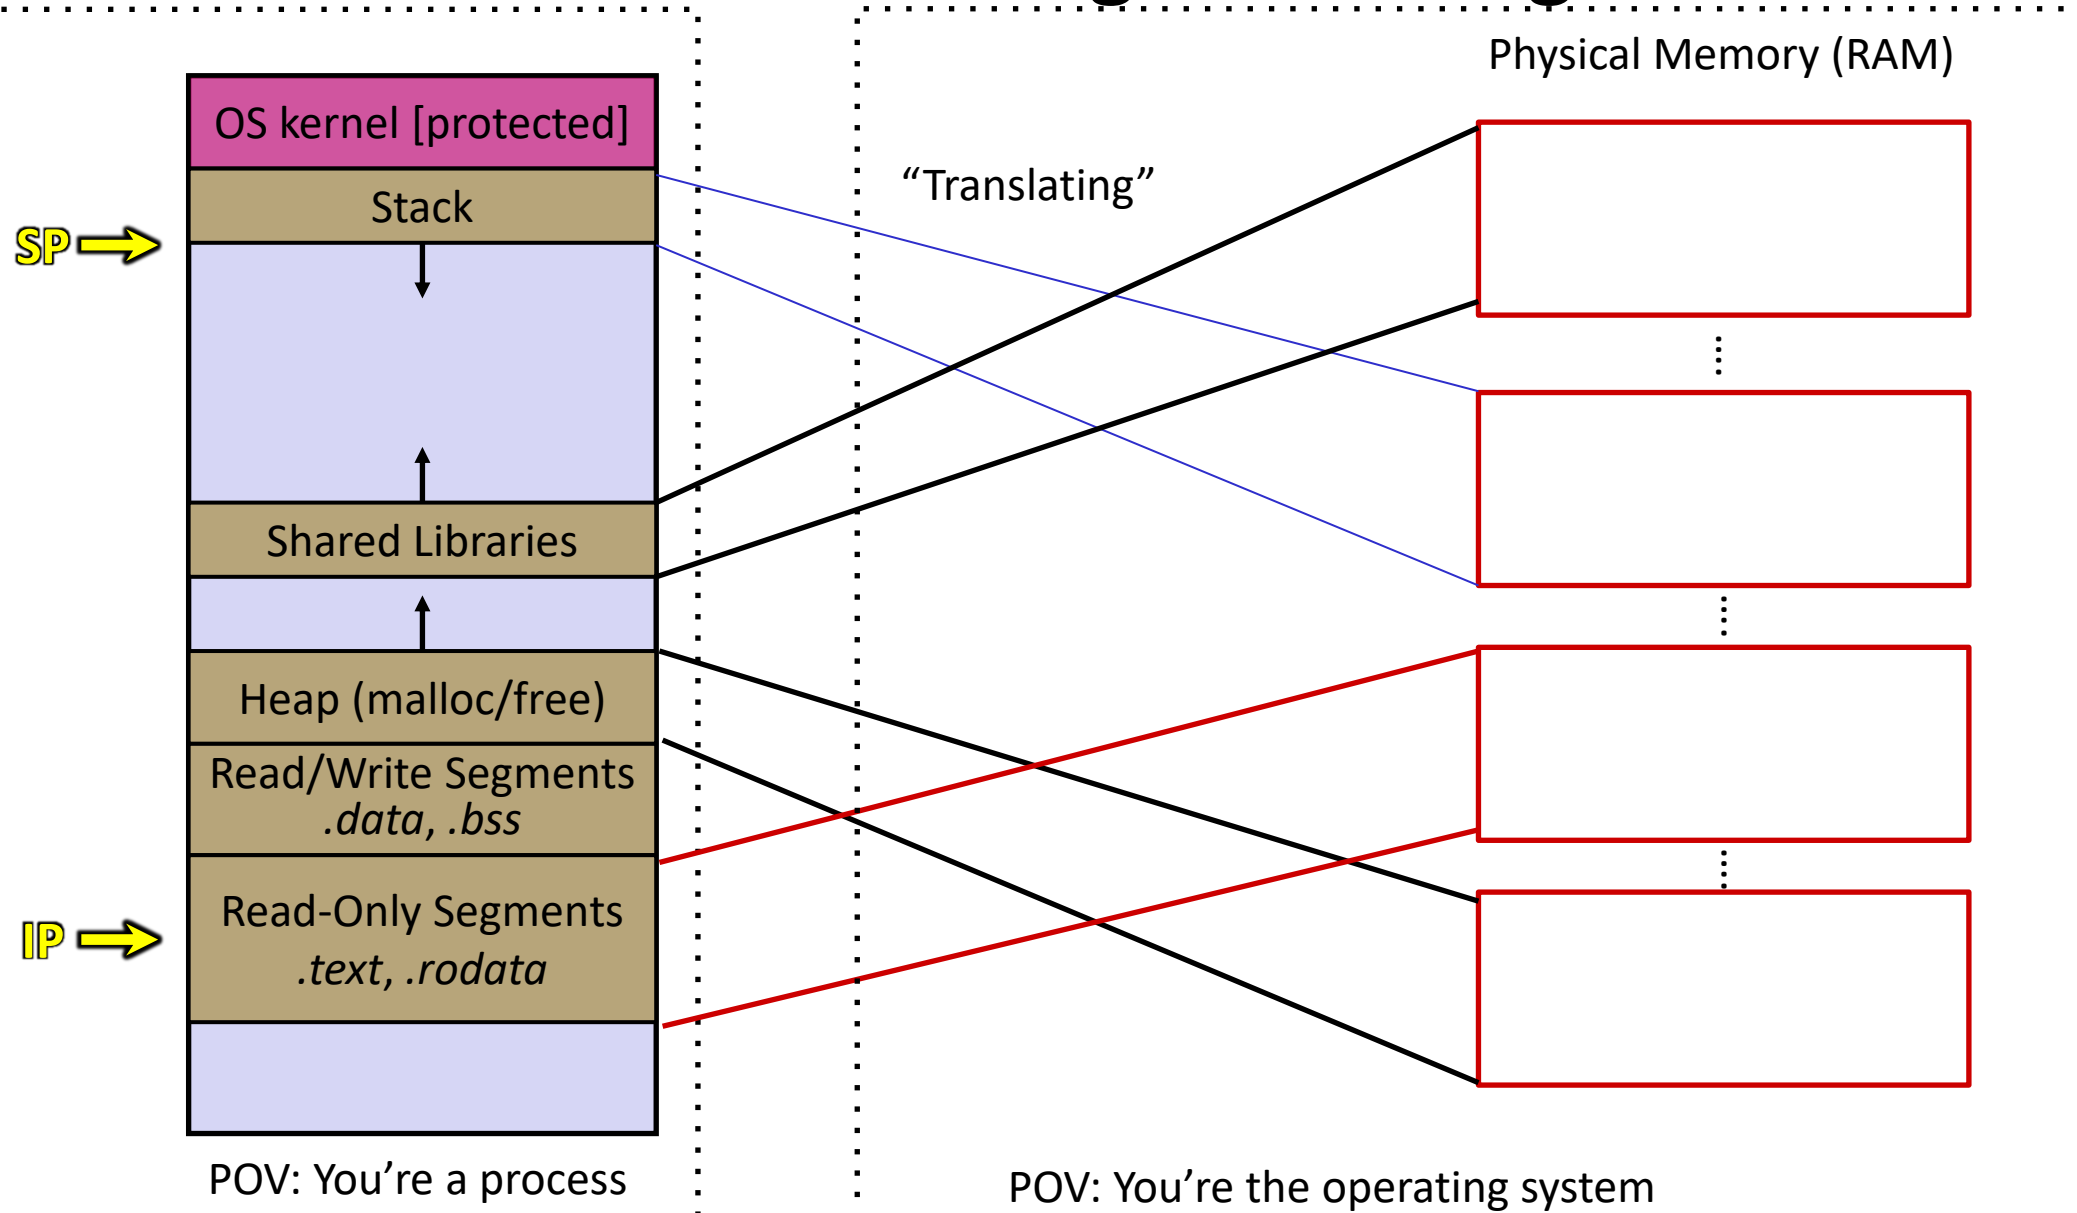 Physical Memory (RAM)
OS kernel [protected]
“Translating”
Stack
SP
Shared Libraries
Heap (malloc/free)
Read/Write Segments
.data, .bss
Read-Only Segments
IP
.text, .rodata
POV: You’re a process
POV: You’re the operating system